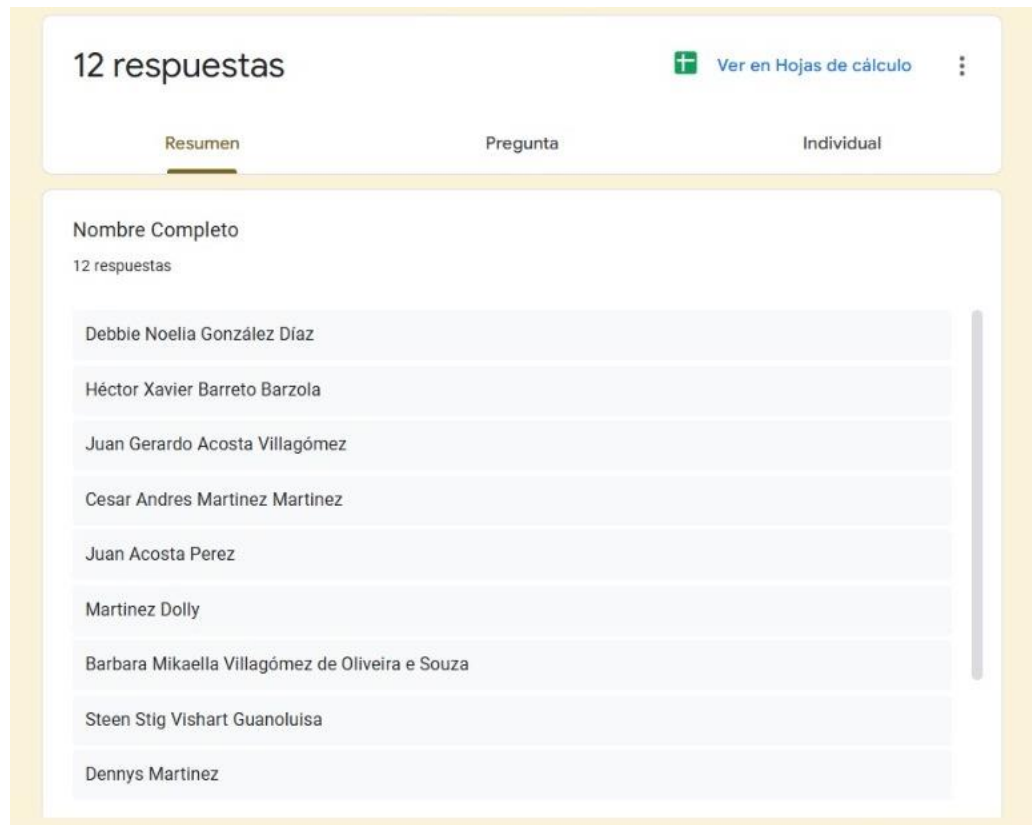 12 respuestas
Ver en Hojas de cálculo
Resumen Pregunta Individual
Nombre Completo
12 respuestas
Debbie Noelia González Díaz
Héctor Xavier Barreto Barzola
Juan Gerardo Acosta Villagómez
Cesar Andres Martinez Martinez
Juan Acosta Perez
Martinez Dolly
Barbara Mikaella Villagómez de Oliveira e Souza
Steen Stig Vishart Guanoluisa
Dennys Martinez